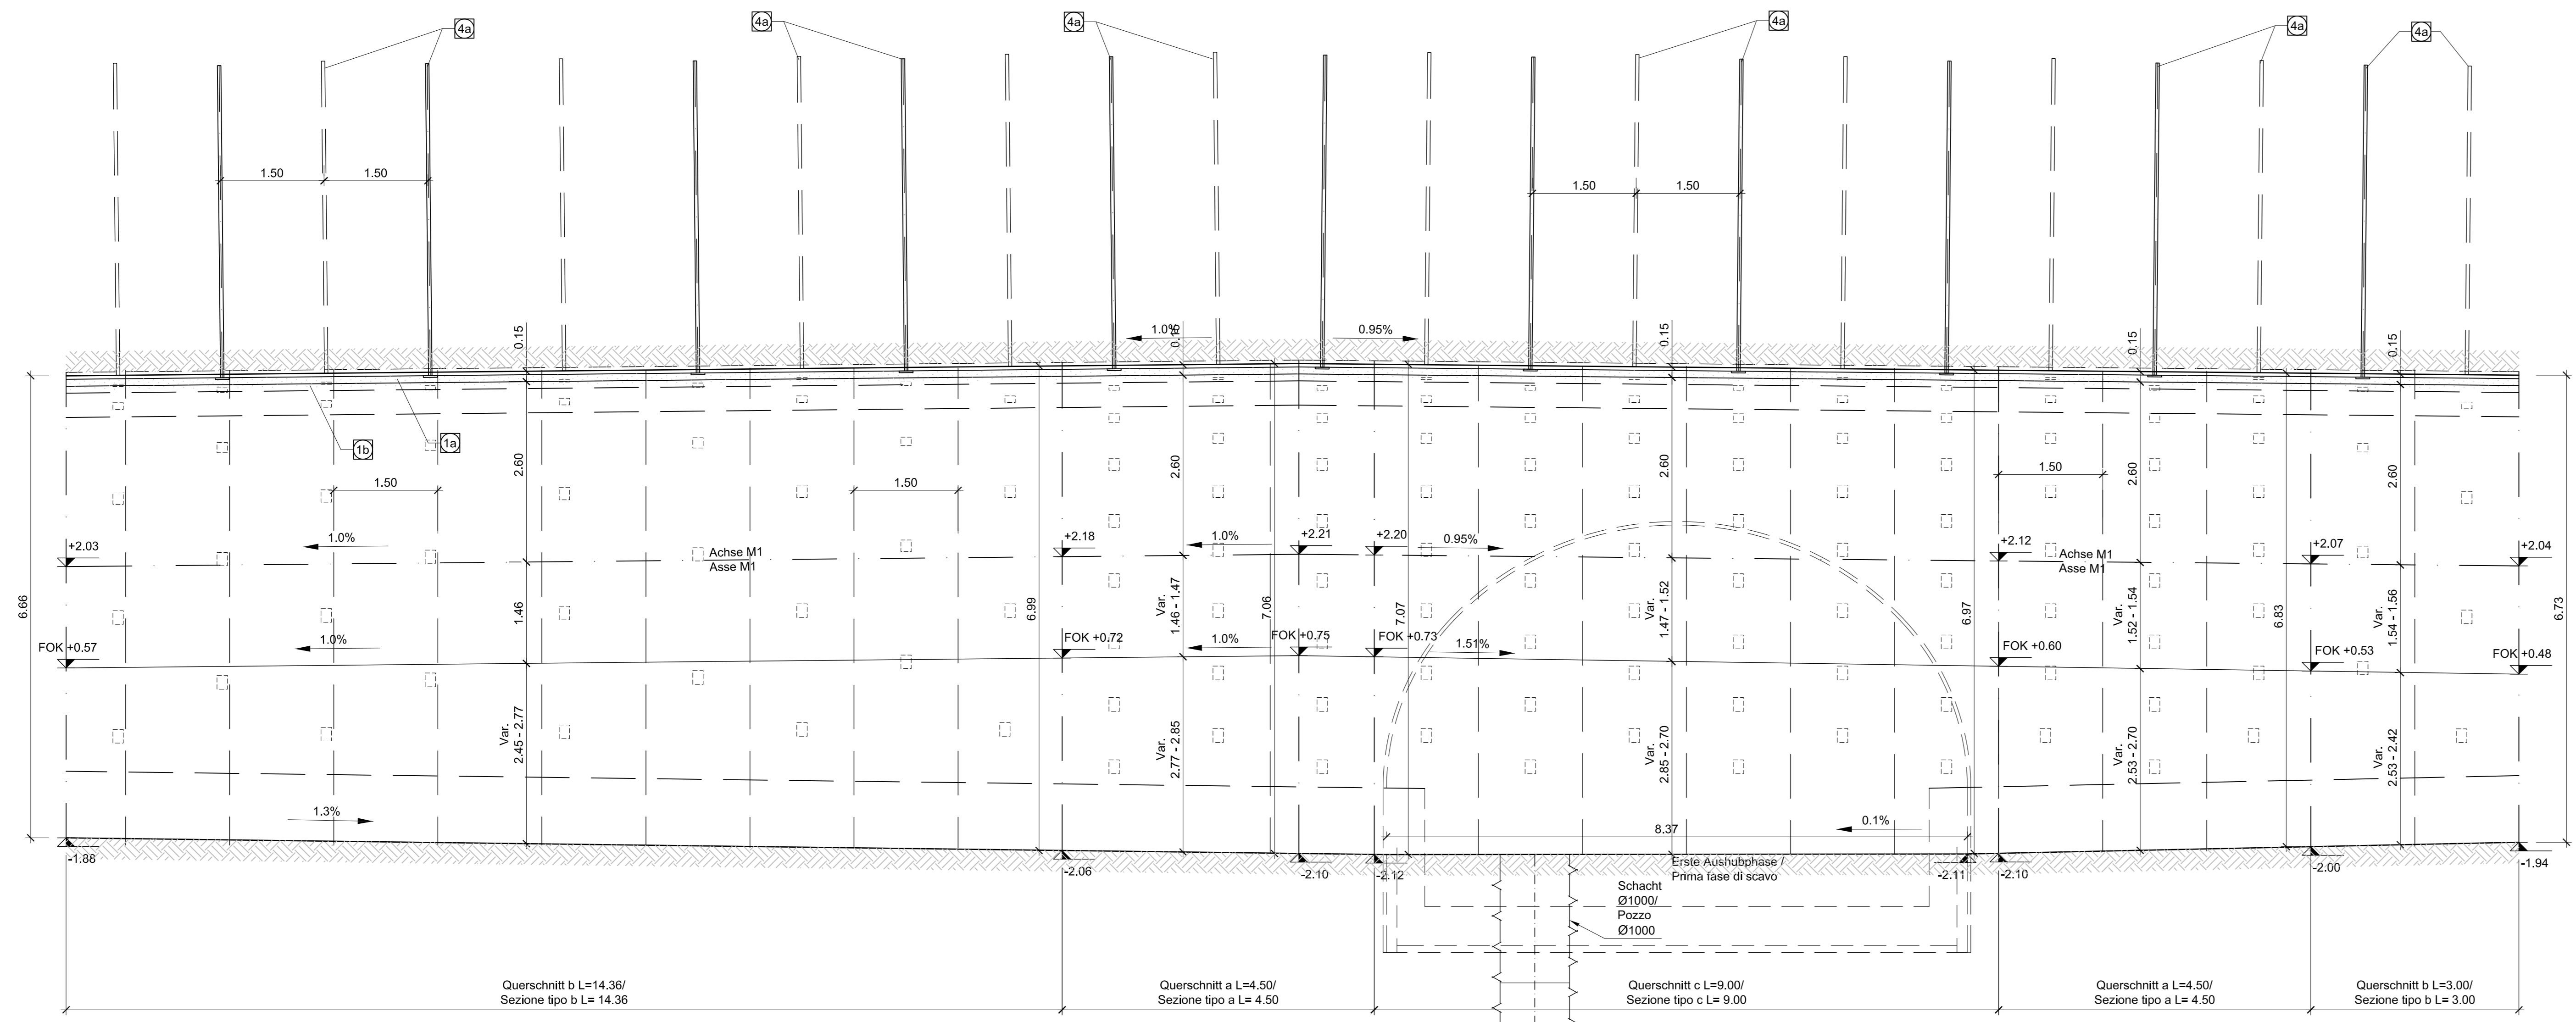 4a
4a
4a
4a
4a
4a
1.50
1.50
1.50
1.50
0.15
1.0%
0.15
0.95%
0.15
0.15
0.15
1b
1a
2.60
2.60
2.60
2.60
2.60
1.50
1.50
1.50
+2.03
1.0%
Achse M1
Asse M1
+2.18
1.0%
+2.21
+2.20
0.95%
+2.12
Achse M1
Asse M1
+2.07
+2.04
6.66
1.46
6.99
Var.
1.46 - 1.47
7.06
7.07
Var.
1.47 - 1.52
6.97
Var.
1.52 - 1.54
6.83
Var.
1.54 - 1.56
6.73
FOK +0.57
1.0%
FOK +0.72
1.0%
FOK +0.75
FOK +0.73
1.51%
FOK +0.60
FOK +0.53
FOK +0.48
Var.
2.45 - 2.77
Var.
2.77 - 2.85
Var.
2.85 - 2.70
Var.
2.53 - 2.70
Var.
2.53 - 2.42
1.3%
8.37
0.1%
-1.88
-2.06
-2.10
-2.12
Erste Aushubphase /
Prima fase di scavo
-2.11
-2.10
-2.00
-1.94
Schacht
Ø1000/
Pozzo
Ø1000
Querschnitt b L=14.36/
Sezione tipo b L= 14.36
Querschnitt a L=4.50/
Sezione tipo a L= 4.50
Querschnitt c L=9.00/
Sezione tipo c L= 9.00
Querschnitt a L=4.50/
Sezione tipo a L= 4.50
Querschnitt b L=3.00/
Sezione tipo b L= 3.00